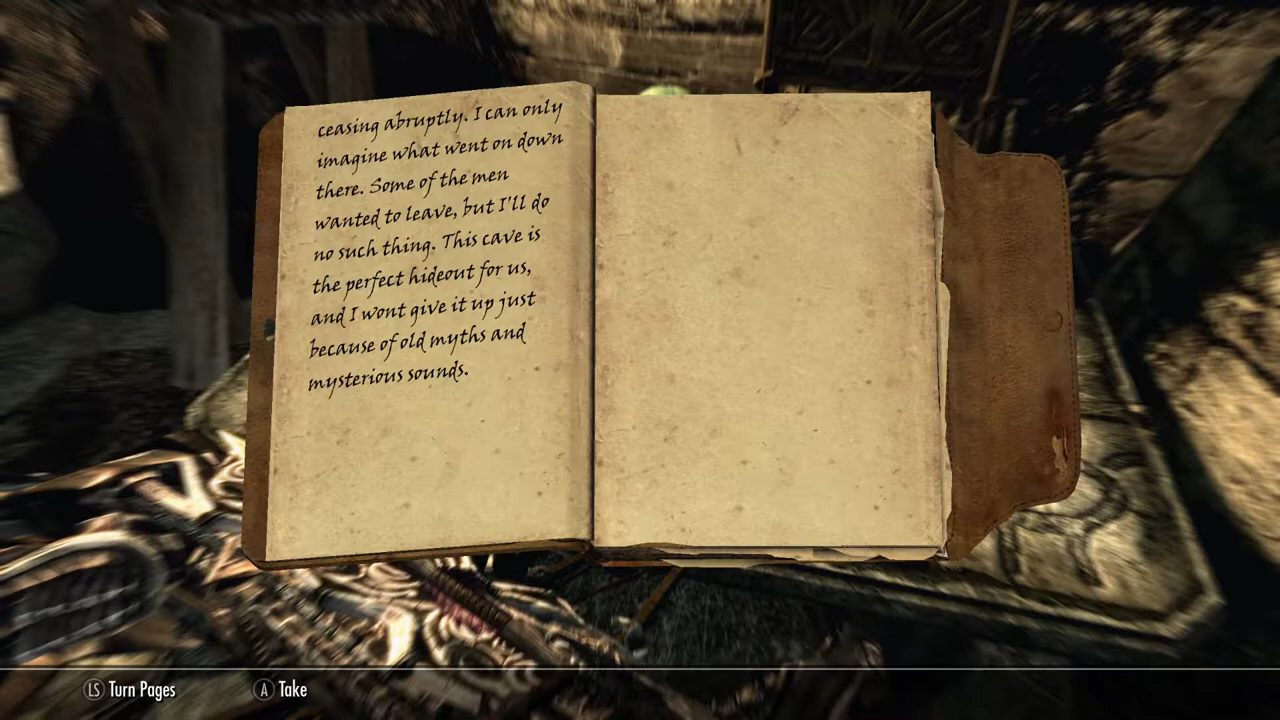 ceasing abruptly. I can only
imagine what went on down
there. Some of the men
wanted to leave, but I'll do
no such thing. This cave is
the perfect hideout for us,
and I wont give it up just
because of old myths and
mysterious sounds.
LS Turn Pages
A Take